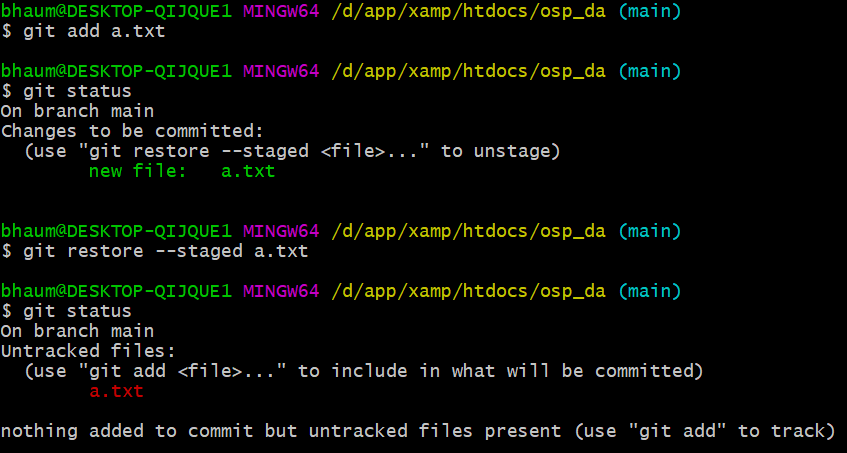 bhaum@DESKTOP-QIJQUE1 MINGW64 /d/app/xamp/htdocs/osp_da (main)
$ git add a.txt
bhaum@DESKTOP-QIJQUE1 MINGW64 /d/app/xamp/htdocs/osp_da (main)
$ git status
On branch main
Changes to be committed:
  (use "git restore --staged <file>..." to unstage)
        new file:   a.txt
bhaum@DESKTOP-QIJQUE1 MINGW64 /d/app/xamp/htdocs/osp_da (main)
$ git restore --staged a.txt
bhaum@DESKTOP-QIJQUE1 MINGW64 /d/app/xamp/htdocs/osp_da (main)
$ git status
On branch main
Untracked files:
  (use "git add <file>..." to include in what will be committed)
        a.txt
nothing added to commit but untracked files present (use "git add" to track)